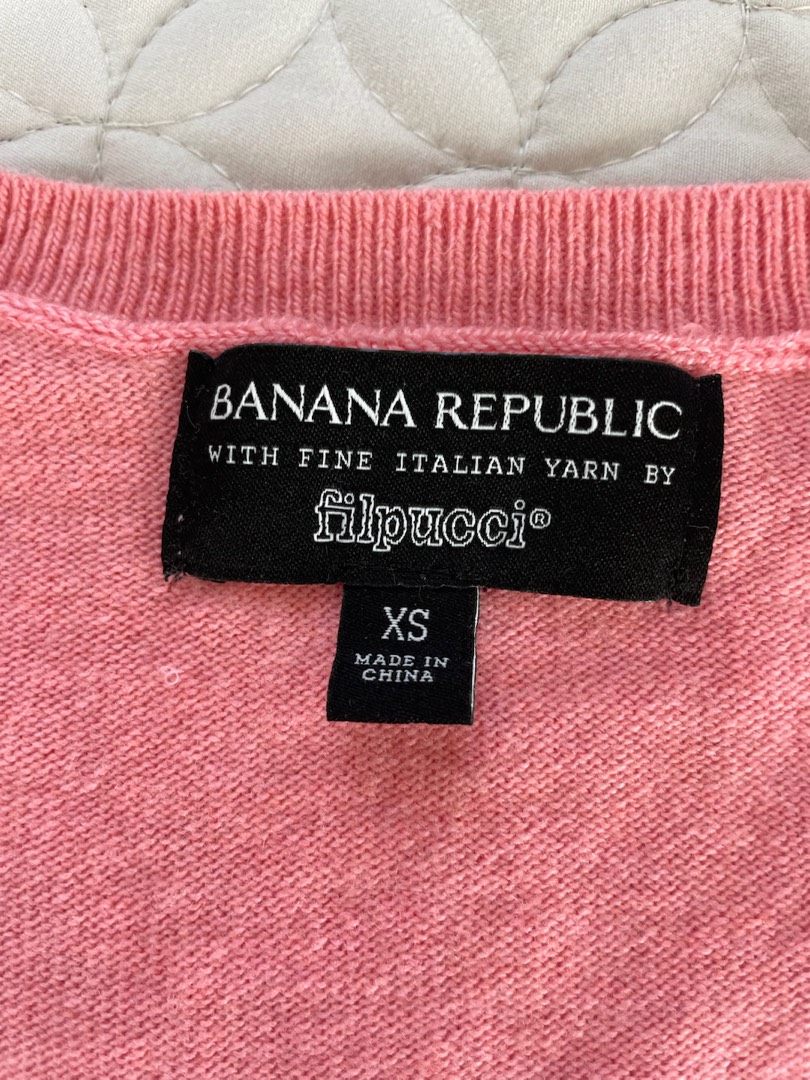 BANANA REPUBLIC
WITH FINE ITALIAN YARN BY
filpucci®
XS
MADE IN
CHINA